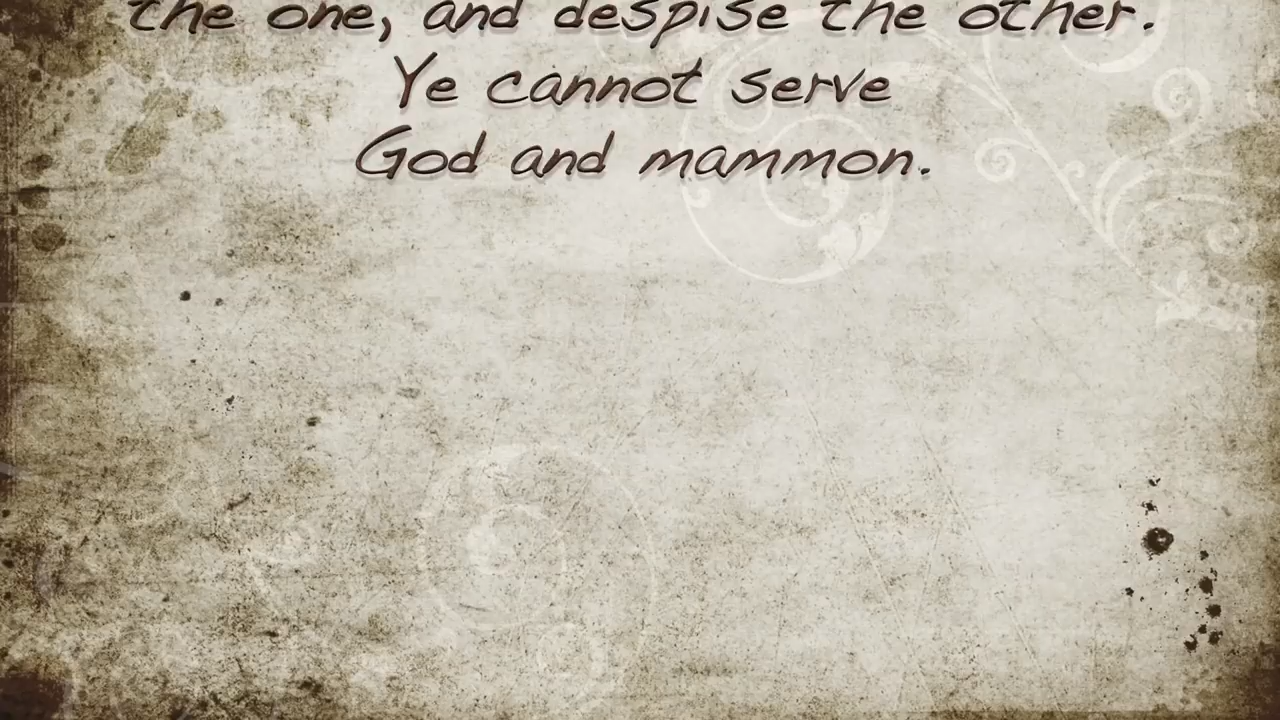 the one, and despise the other.
Ye cannot serve
God and mammon.